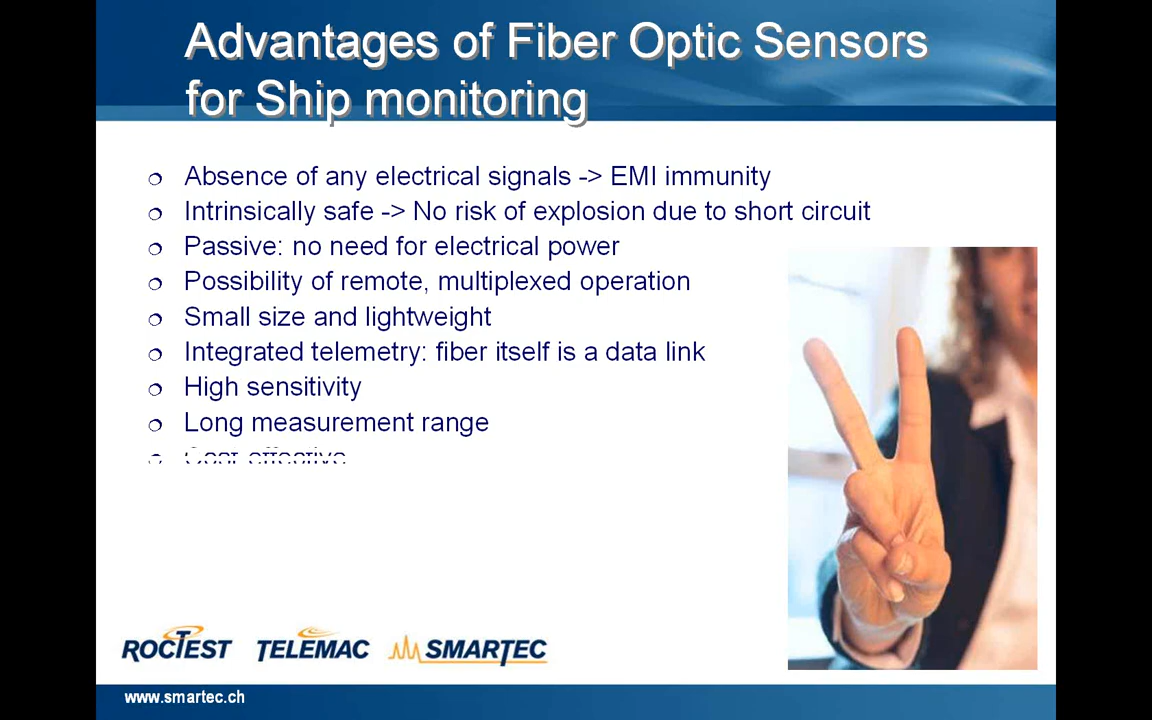 Advantages of Fiber Optic Sensors
for Ship monitoring
Absence of any electrical signals -> EMI immunity
Intrinsically safe -> No risk of explosion due to short circuit
Passive: no need for electrical power
Possibility of remote, multiplexed operation
Small size and lightweight
Integrated telemetry: fiber itself is a data link
High sensitivity
Long measurement range
Cost effective
ROCTEST TELEMAC SMARTEC
www.smartec.ch